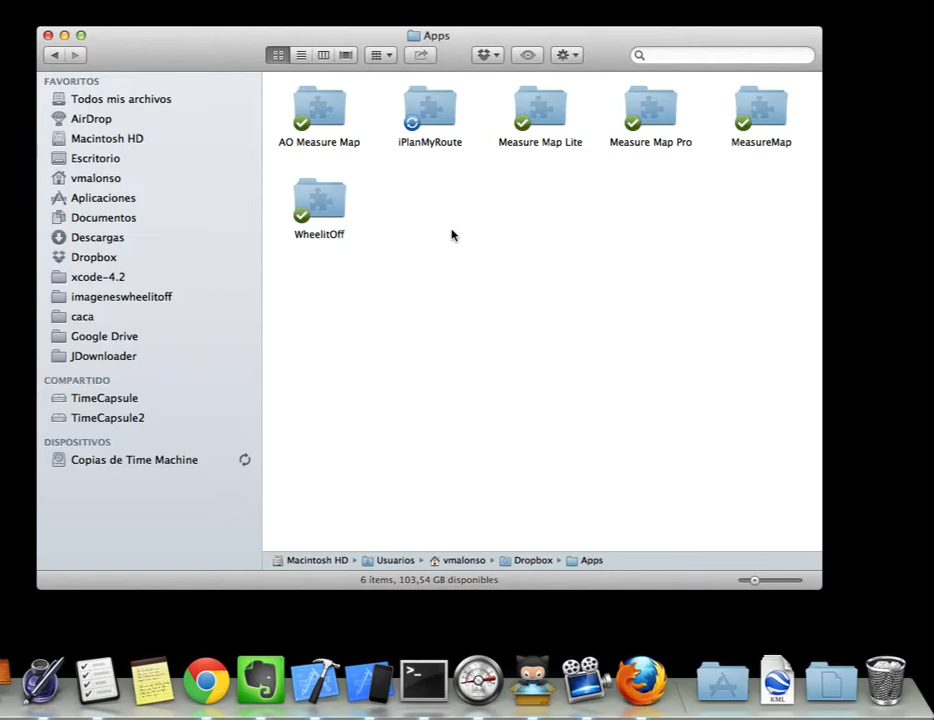 Apps
FAVORITOS
Todos mis archivos
AirDrop
Macintosh HD
Escritorio
vmalonso
Aplicaciones
Documentos
Descargas
Dropbox
xcode-4.2
imageneswheelitoff
caca
Google Drive
JDownloader
COMPARTIDO
TimeCapsule
TimeCapsule2
DISPOSITIVOS
Copias de Time Machine
AO Measure Map
iPlanMyRoute
Measure Map Lite
Measure Map Pro
MeasureMap
WheelitOff
Macintosh HD Usuarios vmalonso Dropbox Apps
6 ítems, 103,54 GB disponibles
KML